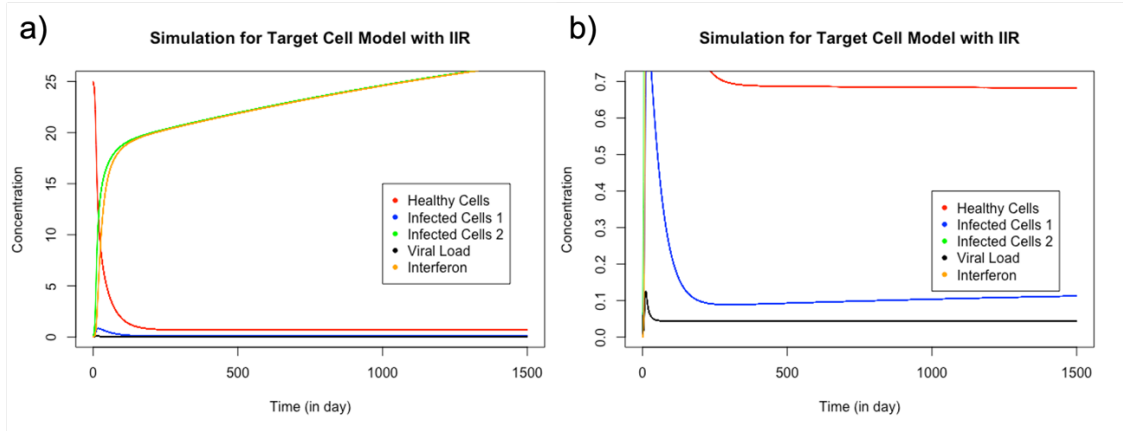 a)
Simulation for Target Cell Model with IIR
25
20
15
10
5
0
Concentration
Healthy Cells
Infected Cells 1
Infected Cells 2
Viral Load
Interferon
0 500 1000 1500
Time (in day)
b)
Simulation for Target Cell Model with IIR
0.7
0.6
0.5
0.4
0.3
0.2
0.1
0.0
Concentration
Healthy Cells
Infected Cells 1
Infected Cells 2
Viral Load
Interferon
0 500 1000 1500
Time (in day)